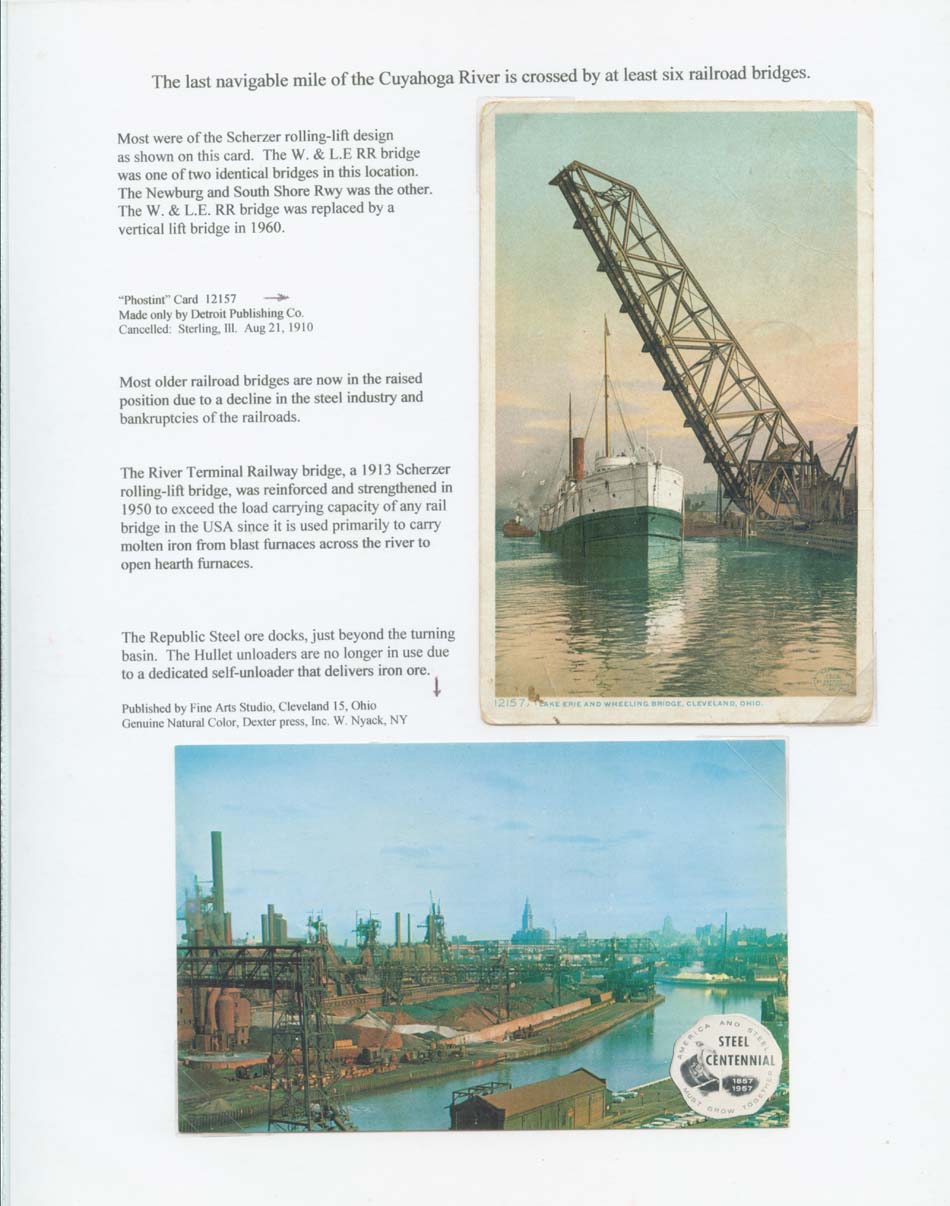 The last navigable mile of the Cuyahoga River is crossed by at least six railroad bridges.
Most were of the Scherzer rolling-lift design
as shown on this card. The W. & L.E RR bridge
was one of two identical bridges in this location.
The Newburg and South Shore Rwy was the other.
The W. & L.E. RR bridge was replaced by a
vertical lift bridge in 1960.
"Phostint" Card 12157
Made only by Detroit Publishing Co.
Cancelled: Sterling, Ill. Aug 21, 1910
Most older railroad bridges are now in the raised
position due to a decline in the steel industry and
bankruptcies of the railroads.
The River Terminal Railway bridge, a 1913 Scherzer
rolling-lift bridge, was reinforced and strengthened in
1950 to exceed the load carrying capacity of any rail
bridge in the USA since it is used primarily to carry
molten iron from blast furnaces across the river to
open hearth furnaces.
The Republic Steel ore docks, just beyond the turning
basin. The Hullet unloaders are no longer in use due
to a dedicated self-unloader that delivers iron ore.
Published by Fine Arts Studio, Cleveland 15, Ohio
Genuine Natural Color, Dexter press, Inc. W. Nyack, NY
12157. LAKE ERIE AND WHEELING BRIDGE, CLEVELAND, OHIO.
AMERICA AND STEEL
STEEL
CENTENNIAL
1857
1957
MUST GROW TOGETHER